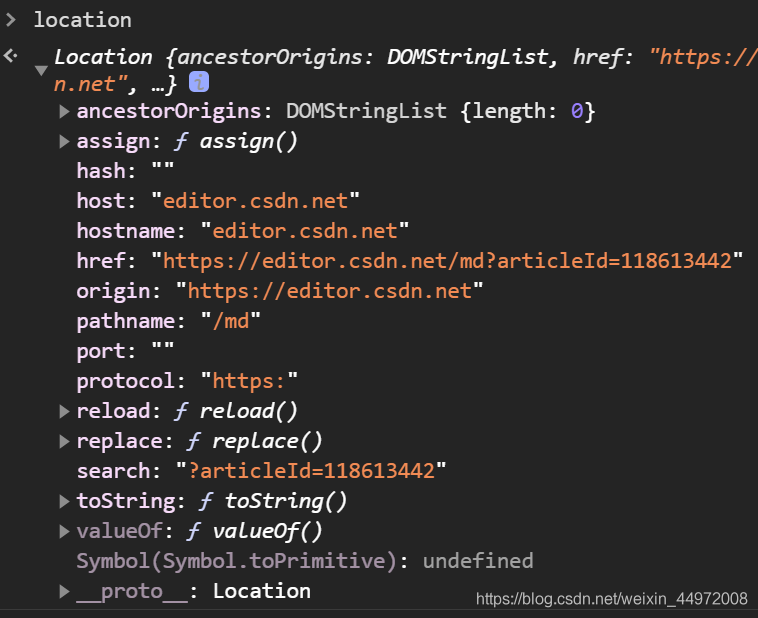 > location
Location {ancestorOrigins: DOMStringList, href: "https://
n.net", …} i
ancestorOrigins: DOMStringList {length: 0}
assign: ƒ assign()
hash: ""
host: "editor.csdn.net"
hostname: "editor.csdn.net"
href: "https://editor.csdn.net/md?articleId=118613442"
origin: "https://editor.csdn.net"
pathname: "/md"
port: ""
protocol: "https:"
reload: ƒ reload()
replace: ƒ replace()
search: "?articleId=118613442"
toString: ƒ toString()
valueOf: ƒ valueOf()
Symbol(Symbol.toPrimitive): undefined
__proto__: Location
https://blog.csdn.net/weixin_44972008